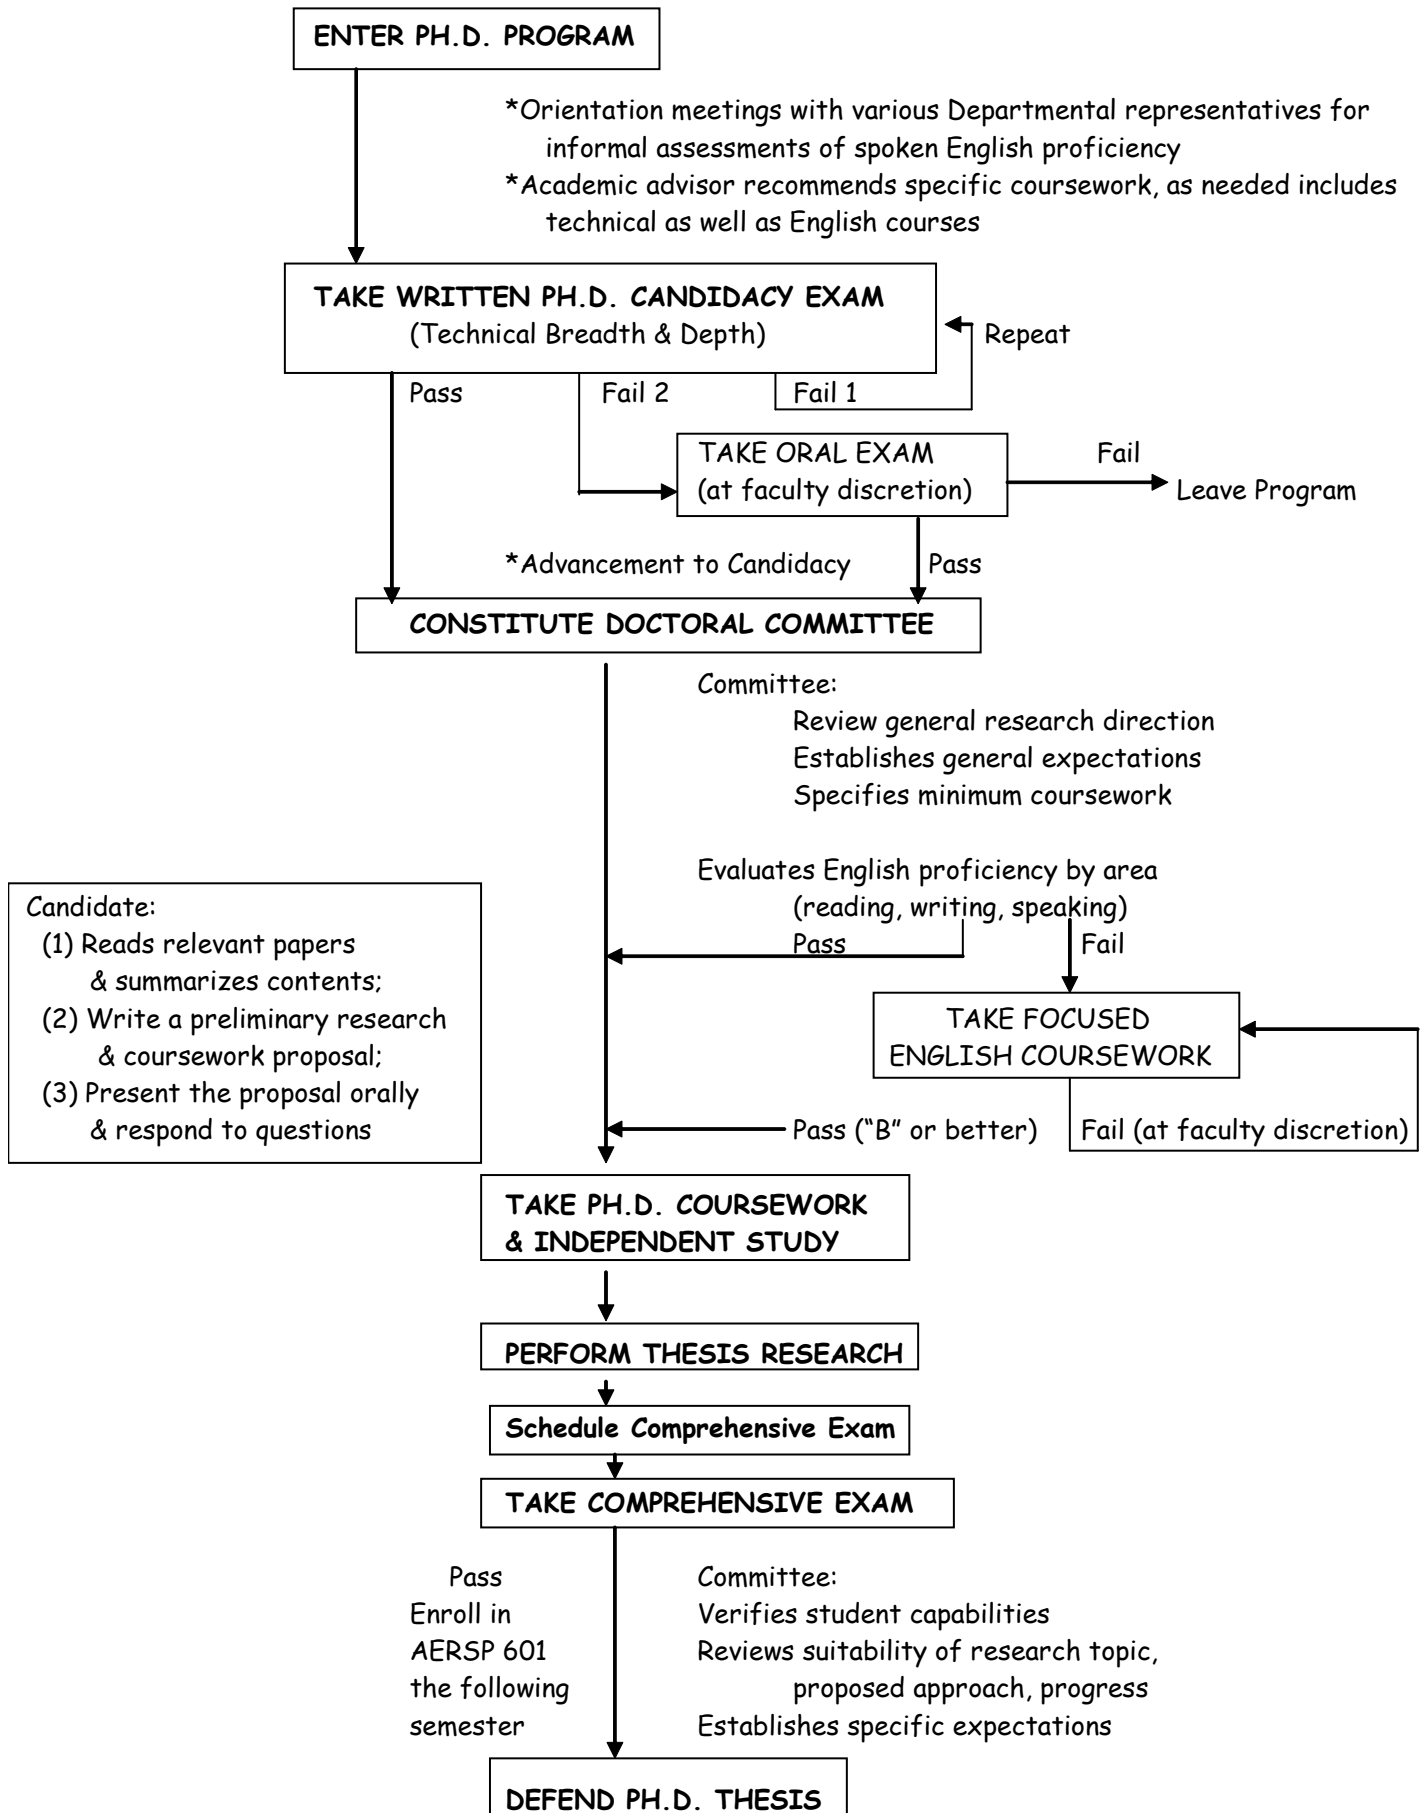 ENTER PH.D. PROGRAM
*Orientation meetings with various Departmental representatives for
informal assessments of spoken English proficiency
*Academic advisor recommends specific coursework, as needed includes
technical as well as English courses
TAKE WRITTEN PH.D. CANDIDACY EXAM
(Technical Breadth & Depth)
Repeat
Pass
Fail 2
Fail 1
TAKE ORAL EXAM
(at faculty discretion)
Fail
Leave Program
*Advancement to Candidacy
Pass
CONSTITUTE DOCTORAL COMMITTEE
Committee:
Review general research direction
Establishes general expectations
Specifies minimum coursework
Evaluates English proficiency by area
(reading, writing, speaking)
Pass
Fail
Candidate:
(1) Reads relevant papers
& summarizes contents;
(2) Write a preliminary research
& coursework proposal;
(3) Present the proposal orally
& respond to questions
TAKE FOCUSED
ENGLISH COURSEWORK
Pass (“B” or better)
Fail (at faculty discretion)
TAKE PH.D. COURSEWORK
& INDEPENDENT STUDY
PERFORM THESIS RESEARCH
Schedule Comprehensive Exam
TAKE COMPREHENSIVE EXAM
Pass
Enroll in
AERSP 601
the following
semester
Committee:
Verifies student capabilities
Reviews suitability of research topic,
proposed approach, progress
Establishes specific expectations
DEFEND PH.D. THESIS